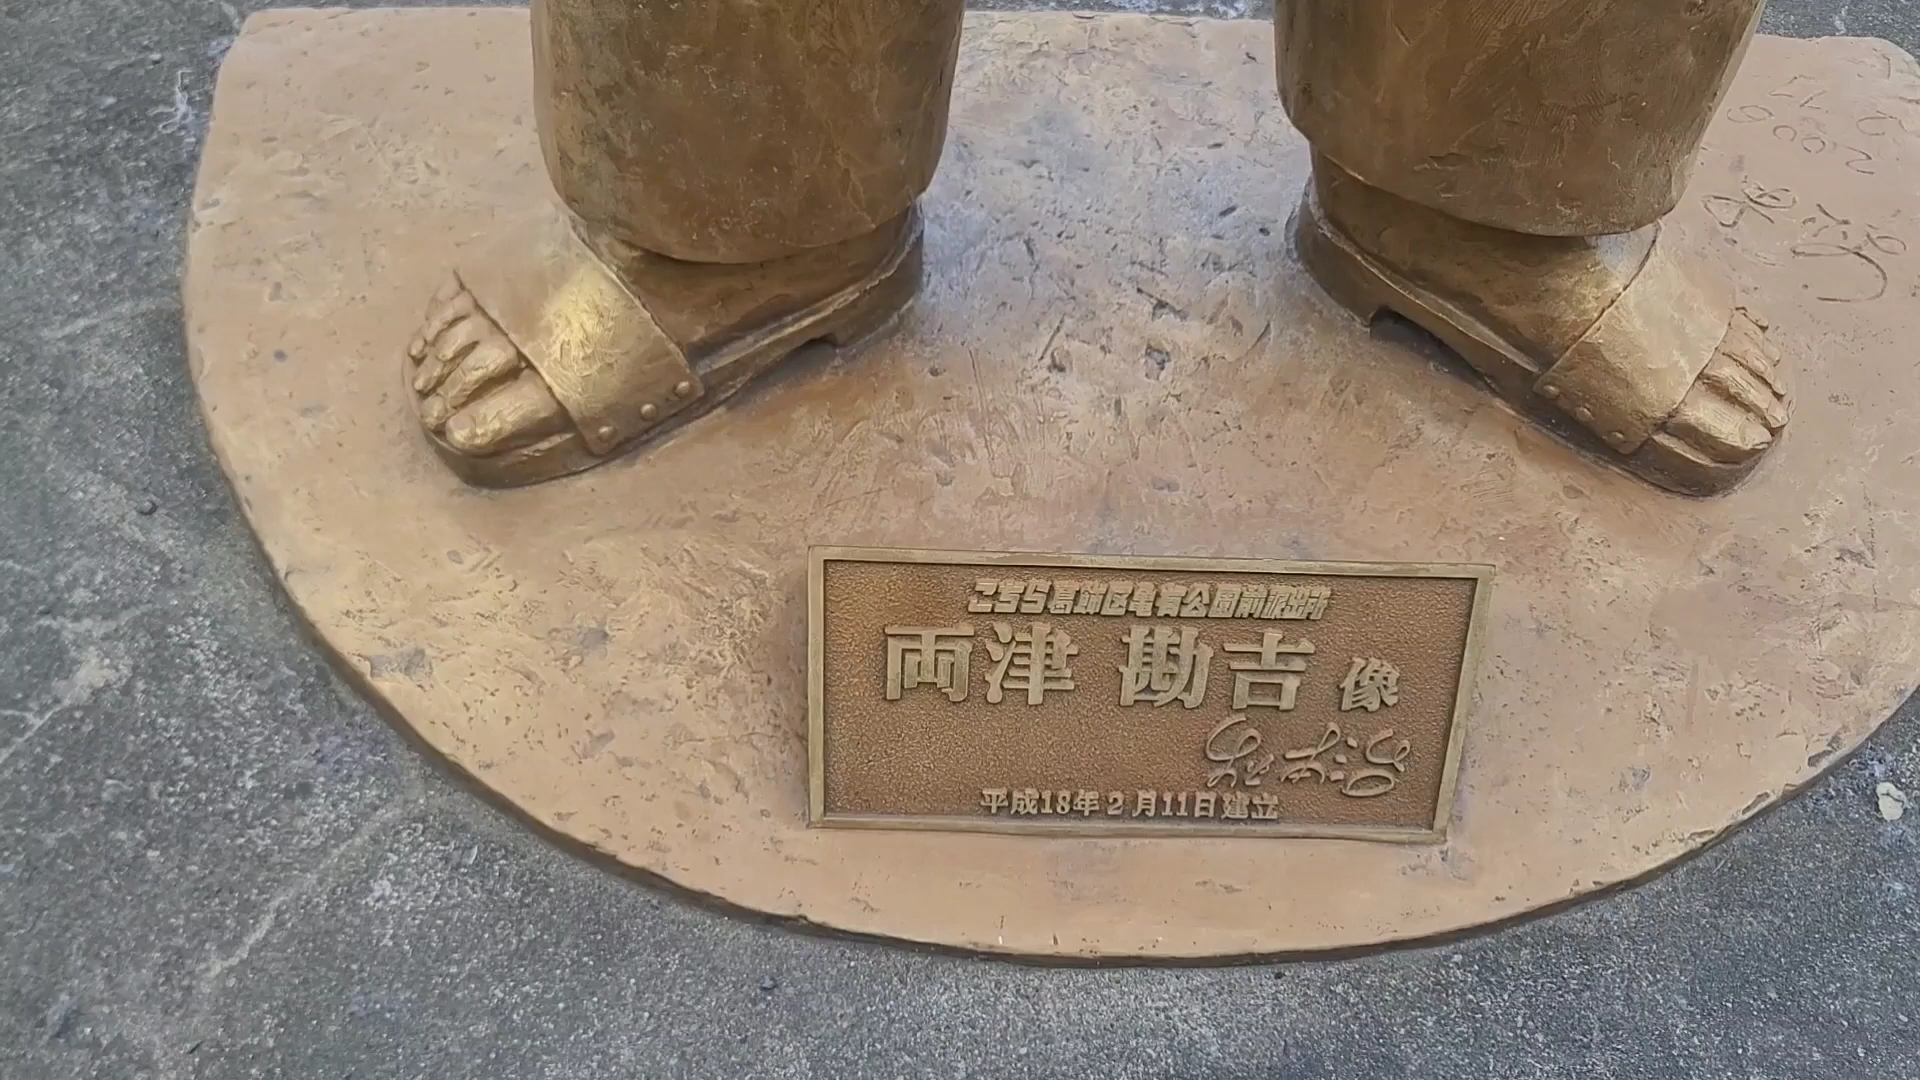 こちら葛飾区亀有公園前派出所
両津 勘吉 像
平成18年2月11日建立